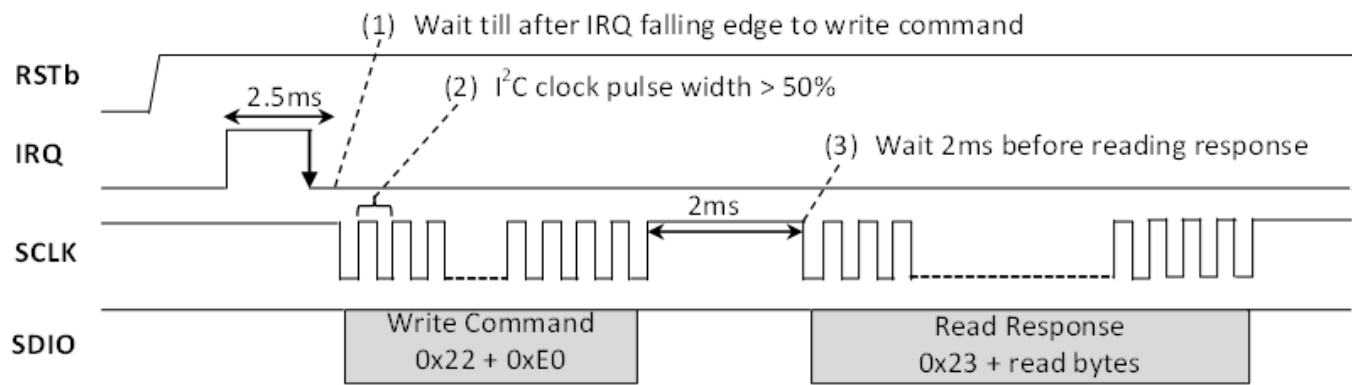 (1) Wait till after IRQ falling edge to write command
RSTb
(2) I²C clock pulse width > 50%
2.5ms
IRQ
(3) Wait 2ms before reading response
2ms
SCLK
SDIO
Write Command
0x22 + 0xE0
Read Response
0x23 + read bytes